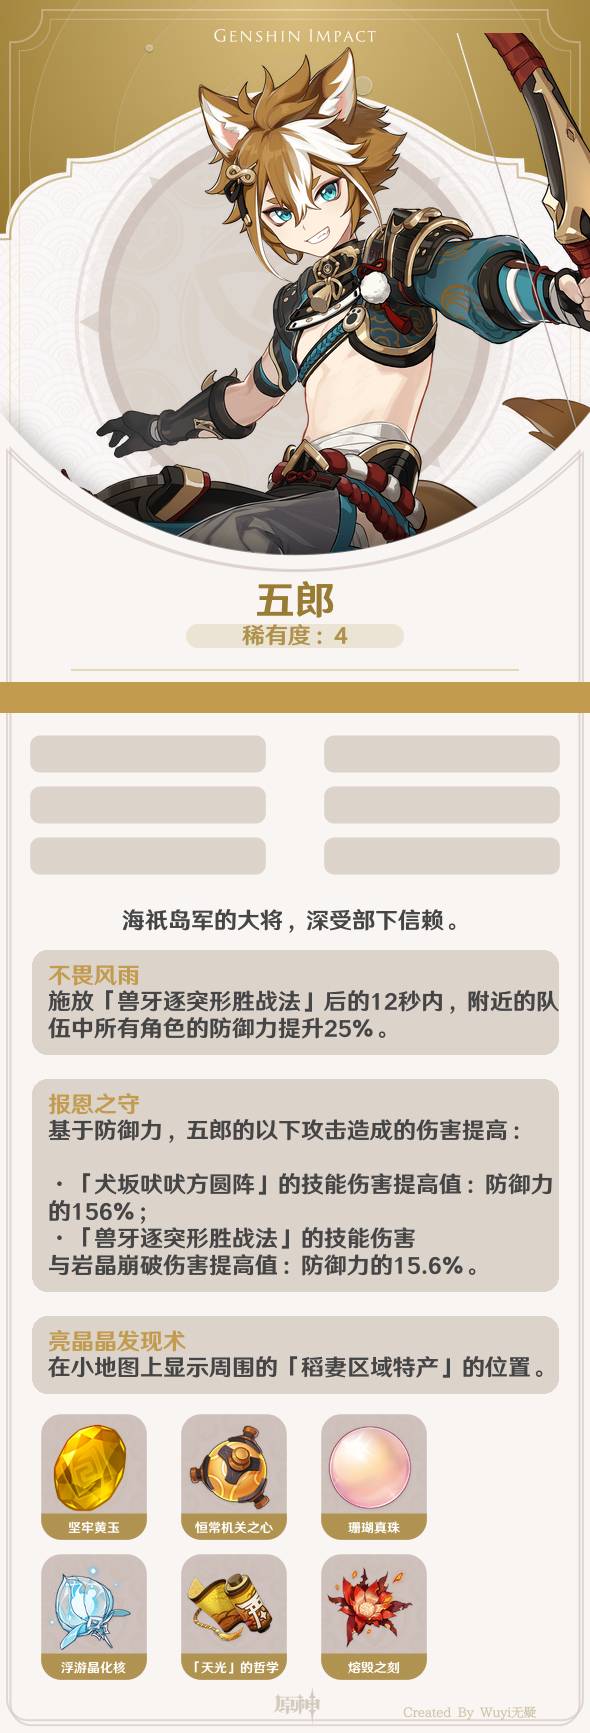 GENSHIN IMPACT
五郎
稀有度：4
海祇岛军的大将，深受部下信赖。
不畏风雨
施放「兽牙逐突形胜战法」后的12秒内，附近的队
伍中所有角色的防御力提升25%。
报恩之守
基于防御力，五郎的以下攻击造成的伤害提高：
·「犬坂吠吠方圆阵」的技能伤害提高值：防御力
的156%；
·「兽牙逐突形胜战法」的技能伤害
与岩晶崩破伤害提高值：防御力的15.6%。
亮晶晶发现术
在小地图上显示周围的「稻妻区域特产」的位置。
坚牢黄玉
恒常机关之心
珊瑚真珠
浮游晶化核
「天光」的哲学
熔毁之刻
原神
Created By Wuyi无疑